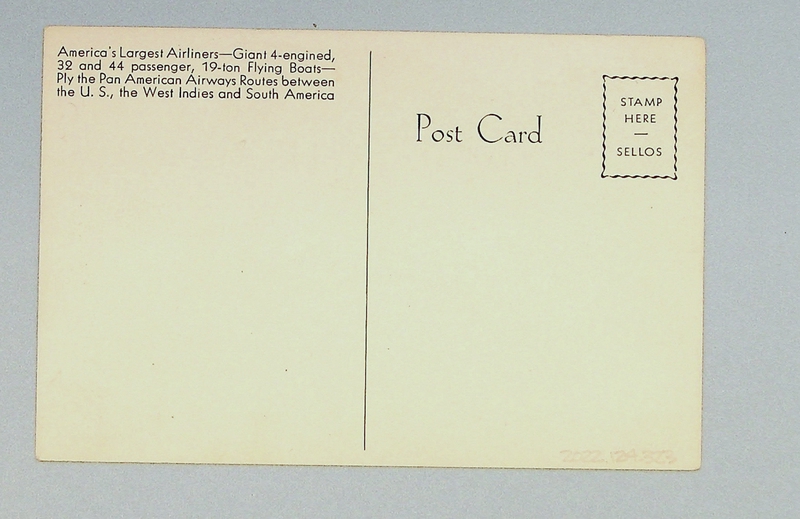 America's Largest Airliners—Giant 4-engined,
32 and 44 passenger, 19-ton Flying Boats—
Ply the Pan American Airways Routes between
the U. S., the West Indies and South America
Post Card
STAMP
HERE
—
SELLOS